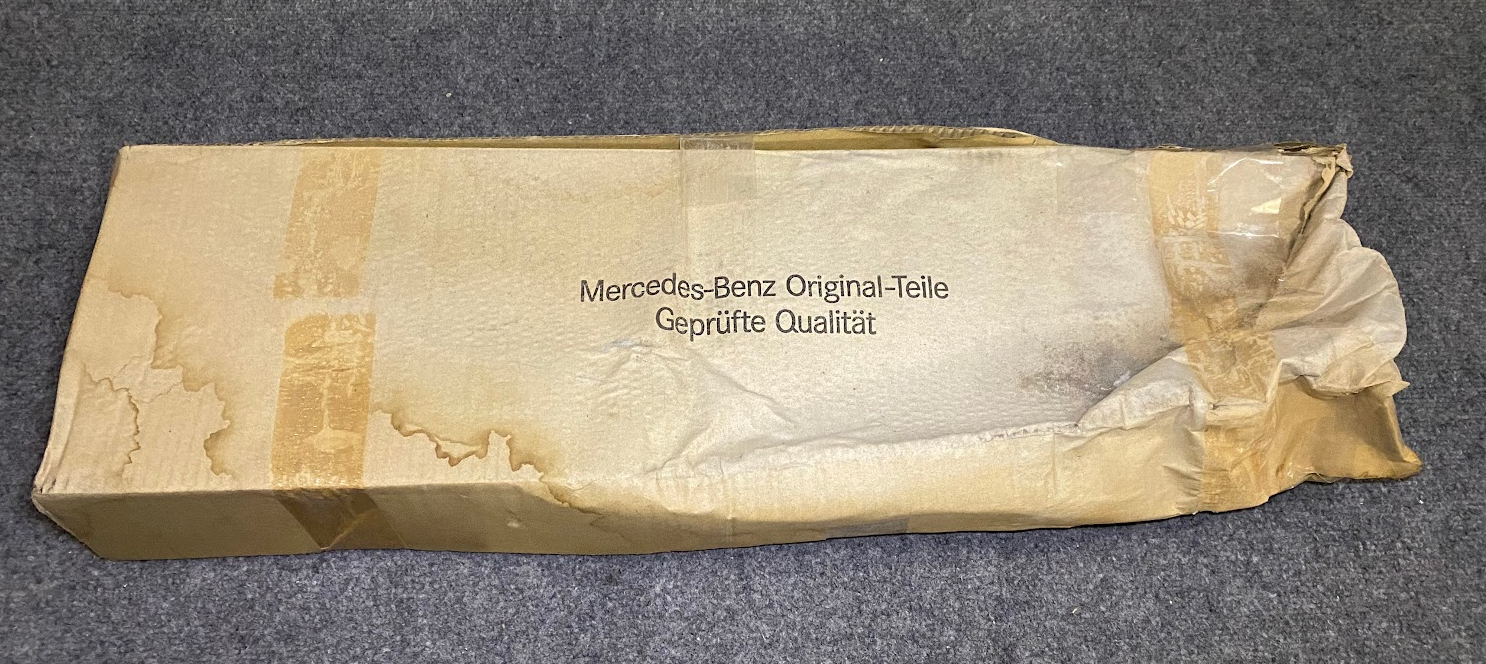 Mercedes-Benz Original-Teile
Geprüfte Qualität